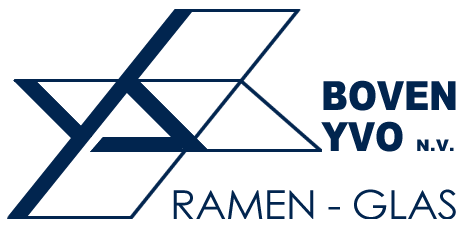 BOVEN
YVO N.V.
RAMEN - GLAS